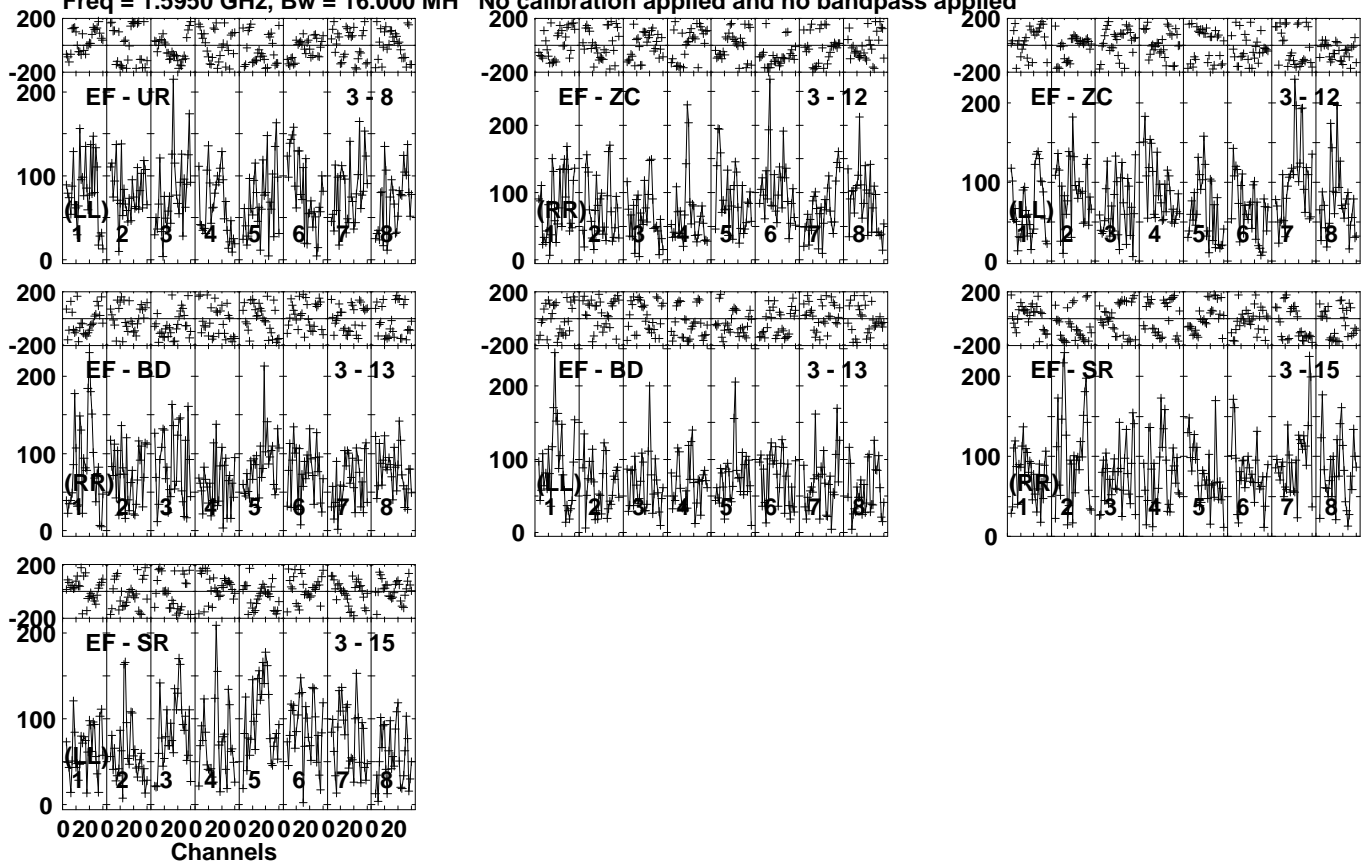 Freq = 1.5950 GHz, Bw = 16.000 MH No calibration applied and no bandpass applied
200
-200
200
100
0
EF - UR 3 - 8
(LL)
1 2 3 4 5 6 7 8
200
-200
200
100
0
EF - ZC 3 - 12
(RR)
1 2 3 4 5 6 7 8
200
-200
200
100
0
EF - ZC 3 - 12
(LL)
1 2 3 4 5 6 7 8
200
-200
200
100
0
EF - BD 3 - 13
(RR)
1 2 3 4 5 6 7 8
200
-200
200
100
0
EF - BD 3 - 13
(LL)
1 2 3 4 5 6 7 8
200
-200
200
100
0
EF - SR 3 - 15
(RR)
1 2 3 4 5 6 7 8
200
-200
200
100
0
EF - SR 3 - 15
(LL)
1 2 3 4 5 6 7 8
0 20 0 20 0 20 0 20 0 20 0 20 0 20 0 20
Channels